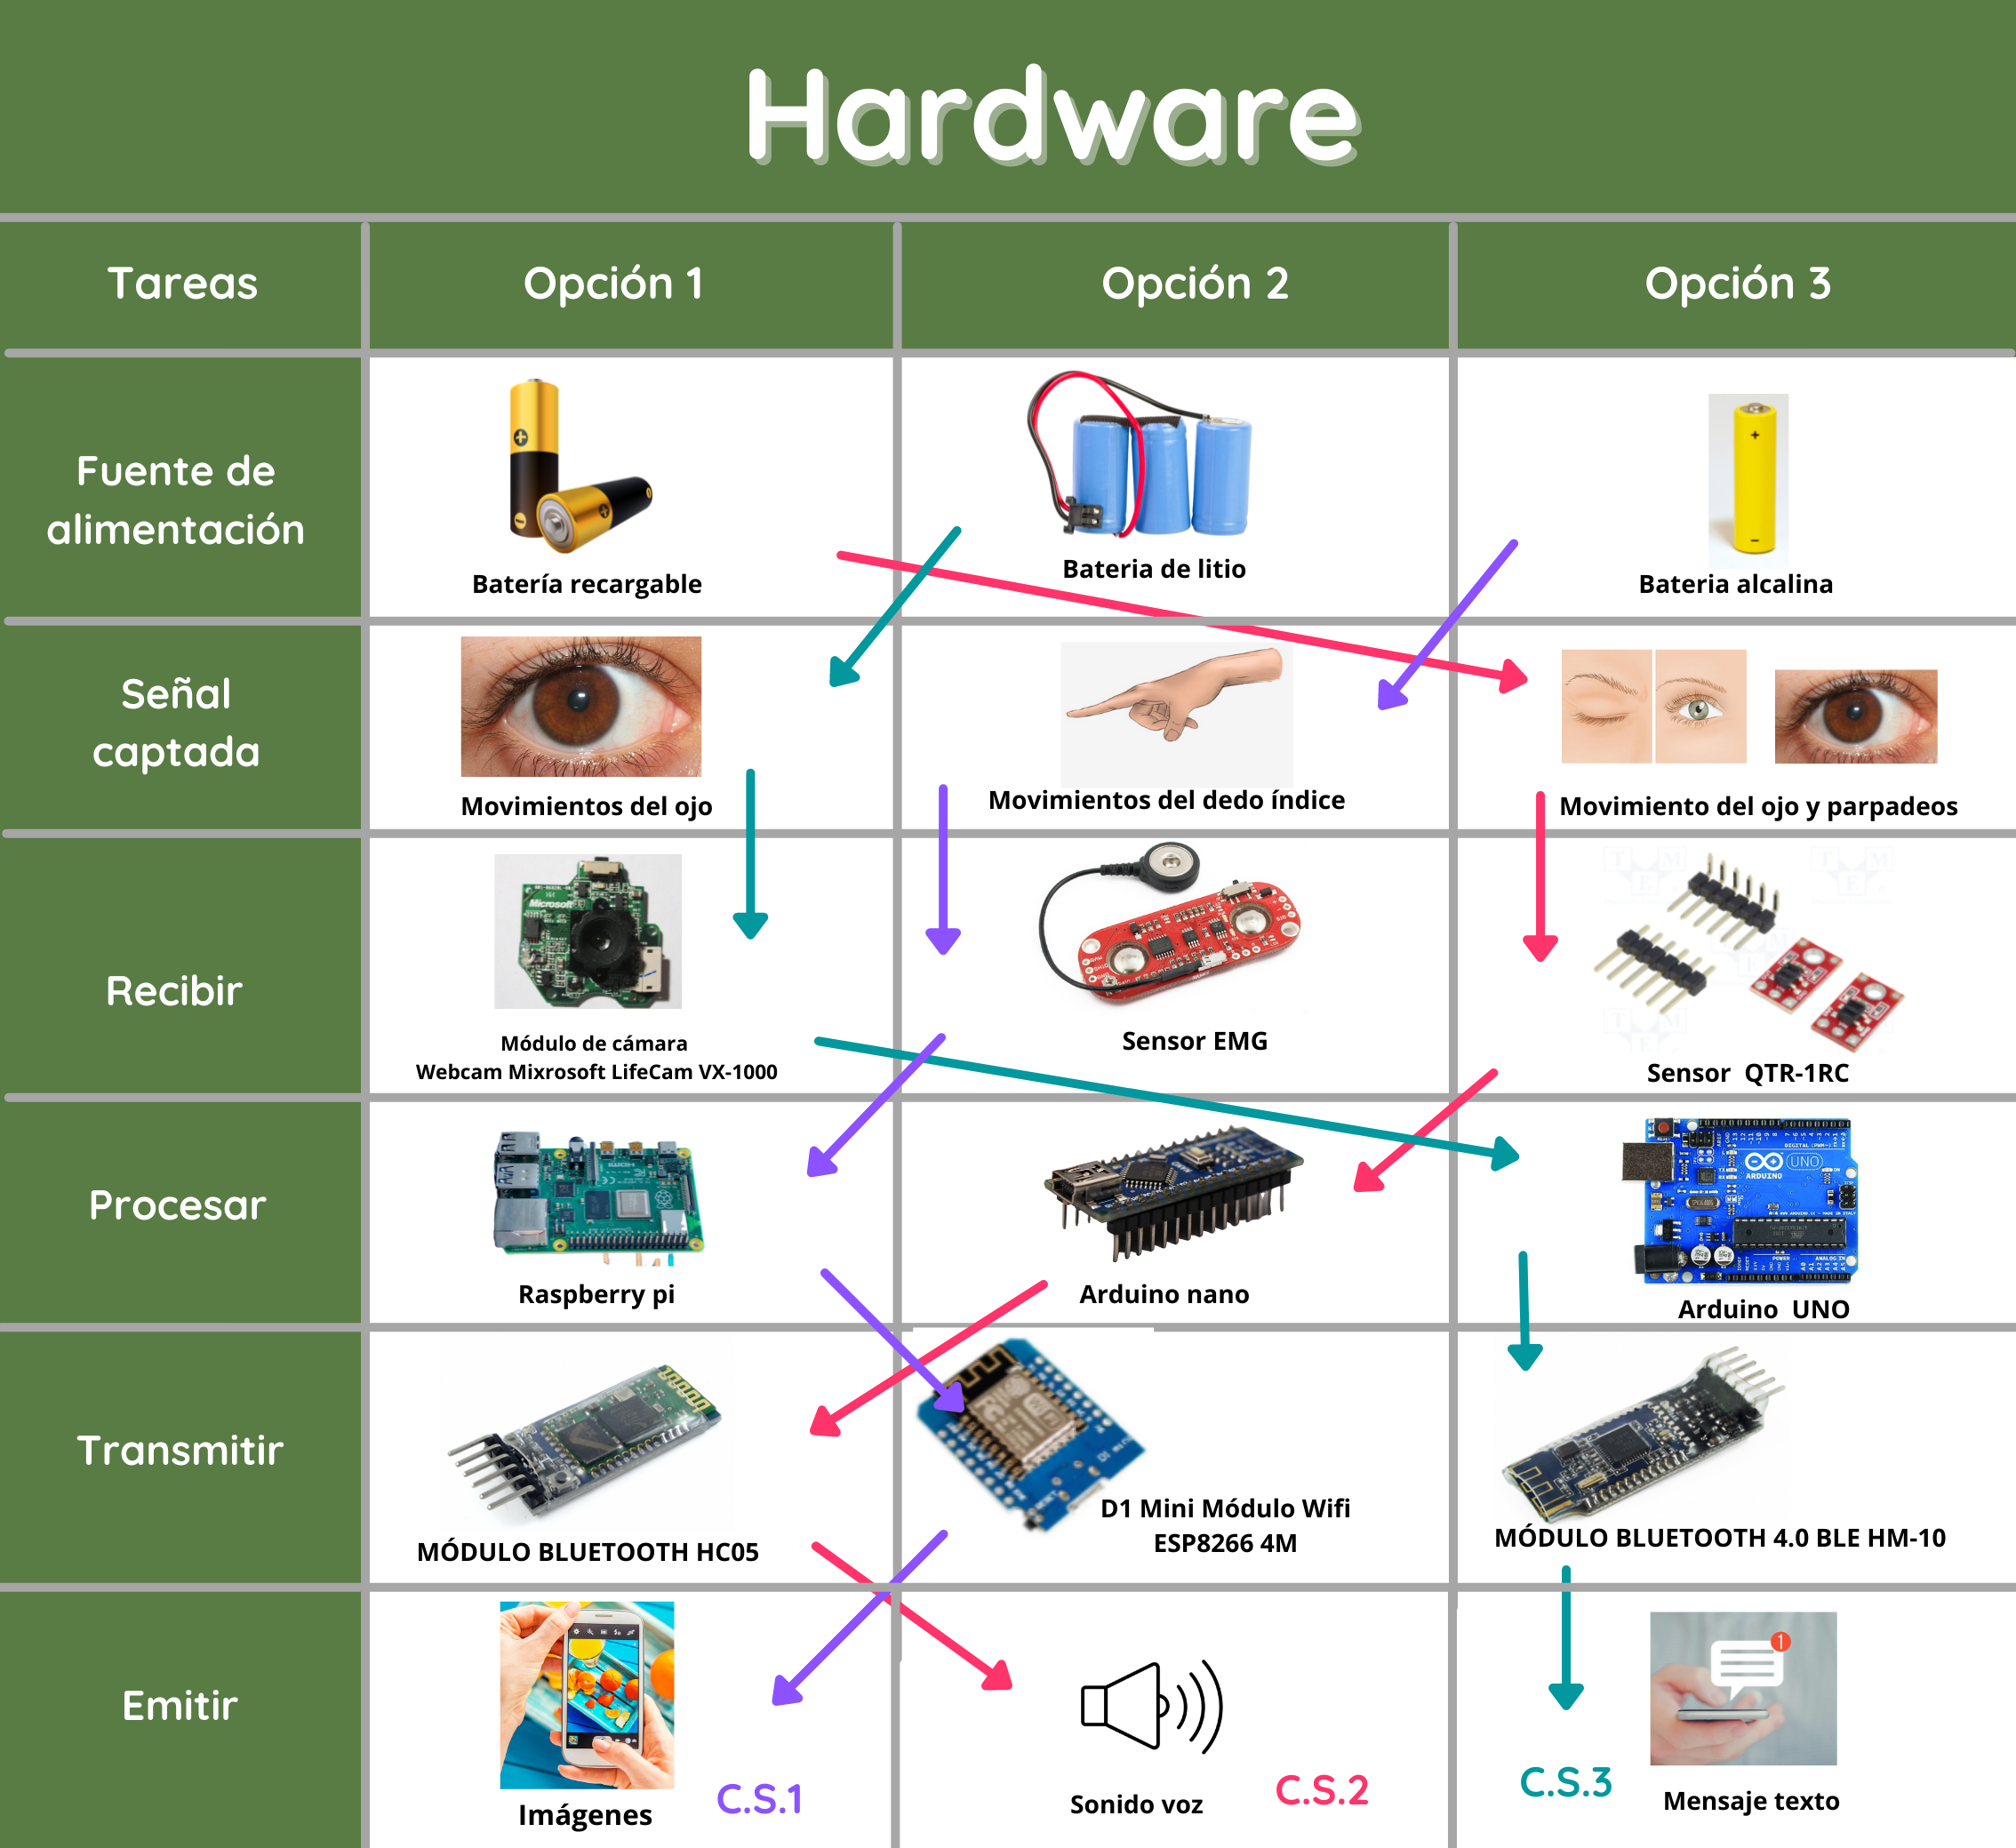 Hardware
Tareas
Opción 1
Opción 2
Opción 3
Fuente de
alimentación
Batería recargable
Bateria de litio
Bateria alcalina
Señal
captada
Movimientos del ojo
Movimientos del dedo índice
Movimiento del ojo y parpadeos
Recibir
Microsoft
Módulo de cámara
Webcam Mixrosoft LifeCam VX-1000
Sensor EMG
T M
E
Sensor QTR-1RC
Procesar
Raspberry pi
Arduino nano
UNO
ARDUINO
Arduino UNO
Transmitir
MÓDULO BLUETOOTH HC05
D1 Mini Módulo Wifi
ESP8266 4M
MÓDULO BLUETOOTH 4.0 BLE HM-10
Emitir
Imágenes
C.S.1
Sonido voz
C.S.2
C.S.3
1
Mensaje texto